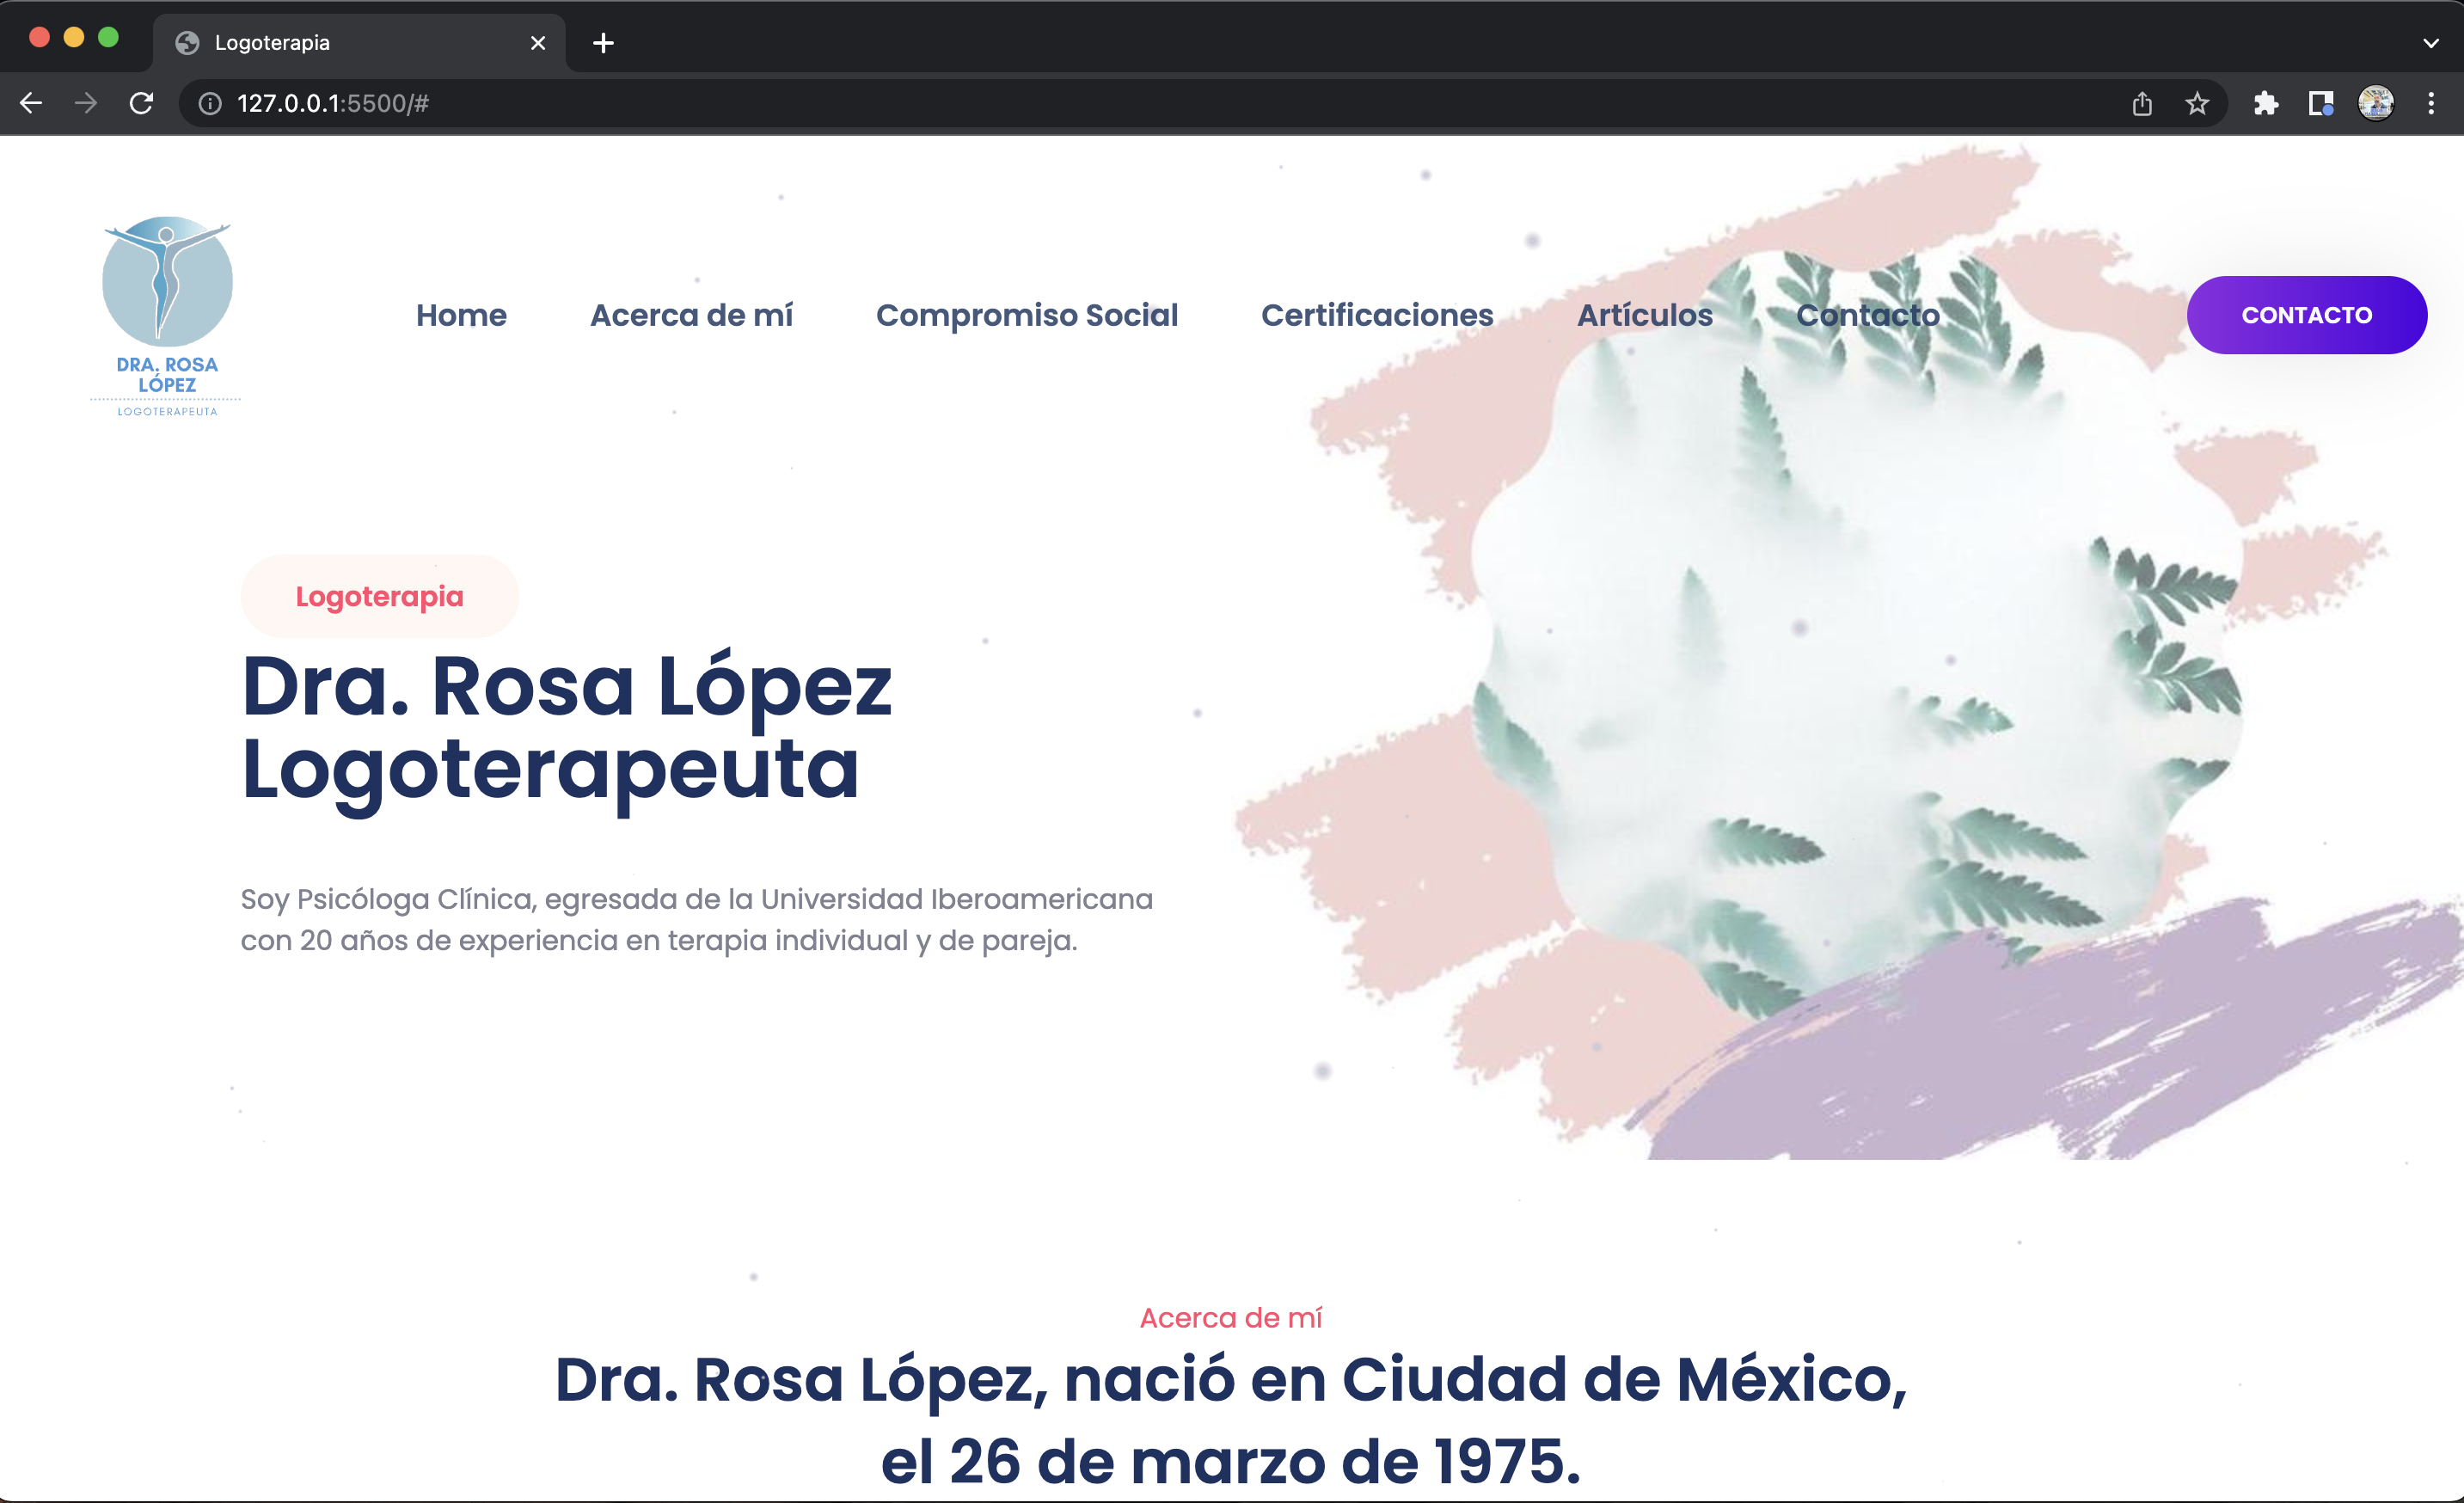 Logoterapia
127.0.0.1:5500/#
DRA. ROSA
LÓPEZ
LOGOTERAPEUTA
Home Acerca de mí Compromiso Social Certificaciones Artículos Contacto CONTACTO
Logoterapia
Dra. Rosa López
Logoterapeuta
Soy Psicóloga Clínica, egresada de la Universidad Iberoamericana
con 20 años de experiencia en terapia individual y de pareja.
Acerca de mí
Dra. Rosa López, nació en Ciudad de México,
el 26 de marzo de 1975.